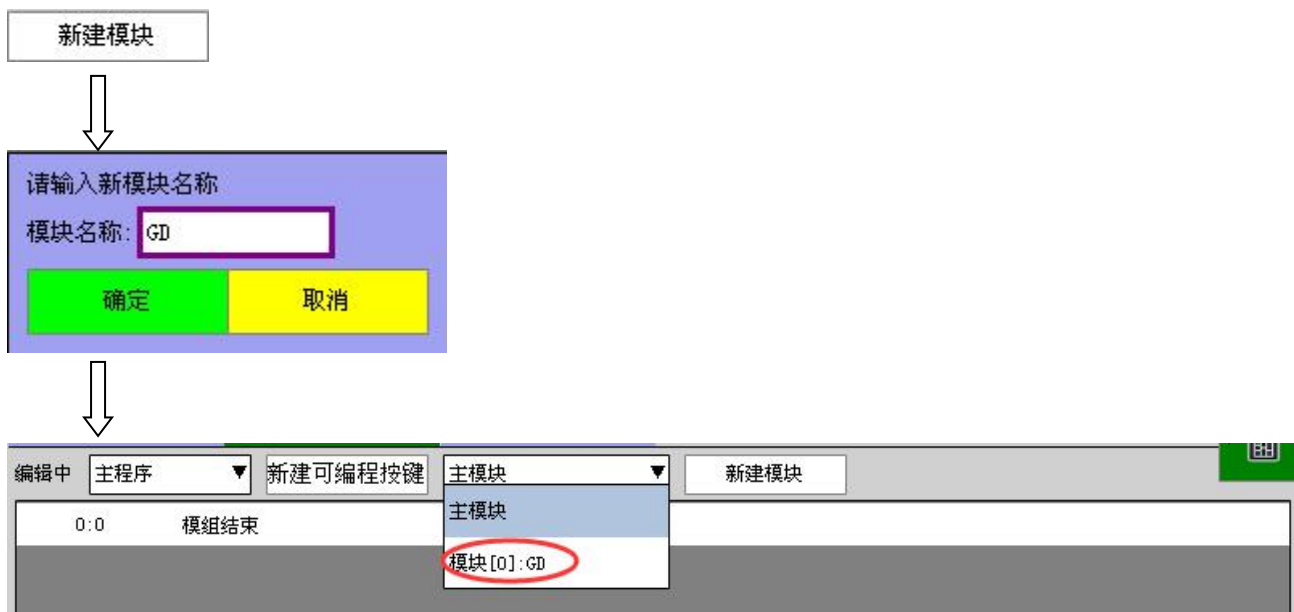 新建模块
请输入新模块名称
模块名称: GD
确定 取消
编辑中 主程序 新建可编程按键 主模块 新建模块
0:0 模组结束
主模块
模块[0]:GD